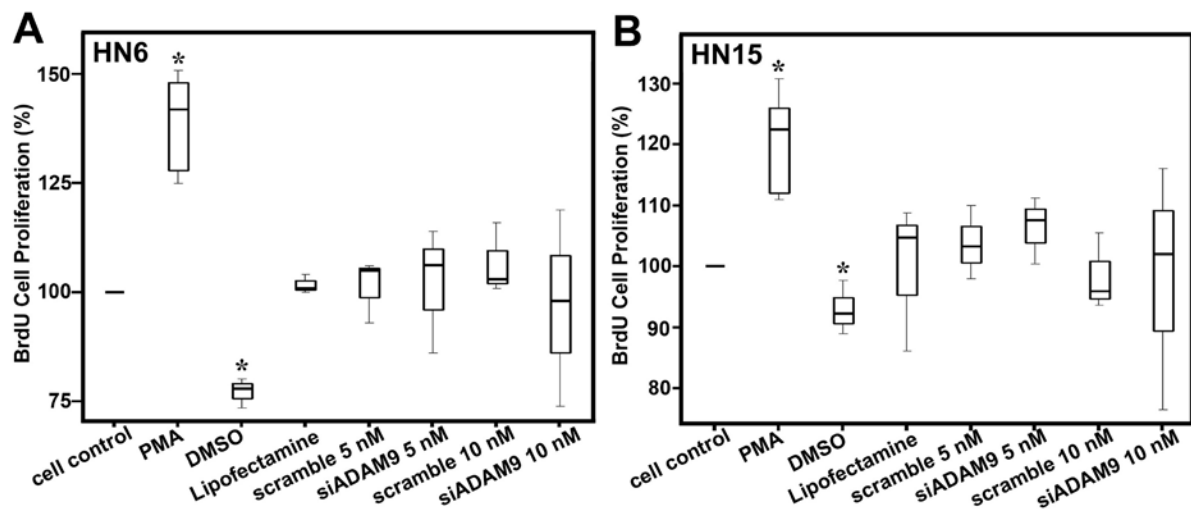 A
HN6
*
150
125
100
75
BrdU Cell Proliferation (%)
*
cell control
PMA
DMSO
Lipofectamine
scramble 5 nM
siADAM9 5 nM
scramble 10 nM
siADAM9 10 nM
B
HN15
*
130
120
110
100
90
80
BrdU Cell Proliferation (%)
*
cell control
PMA
DMSO
Lipofectamine
scramble 5 nM
siADAM9 5 nM
scramble 10 nM
siADAM9 10 nM